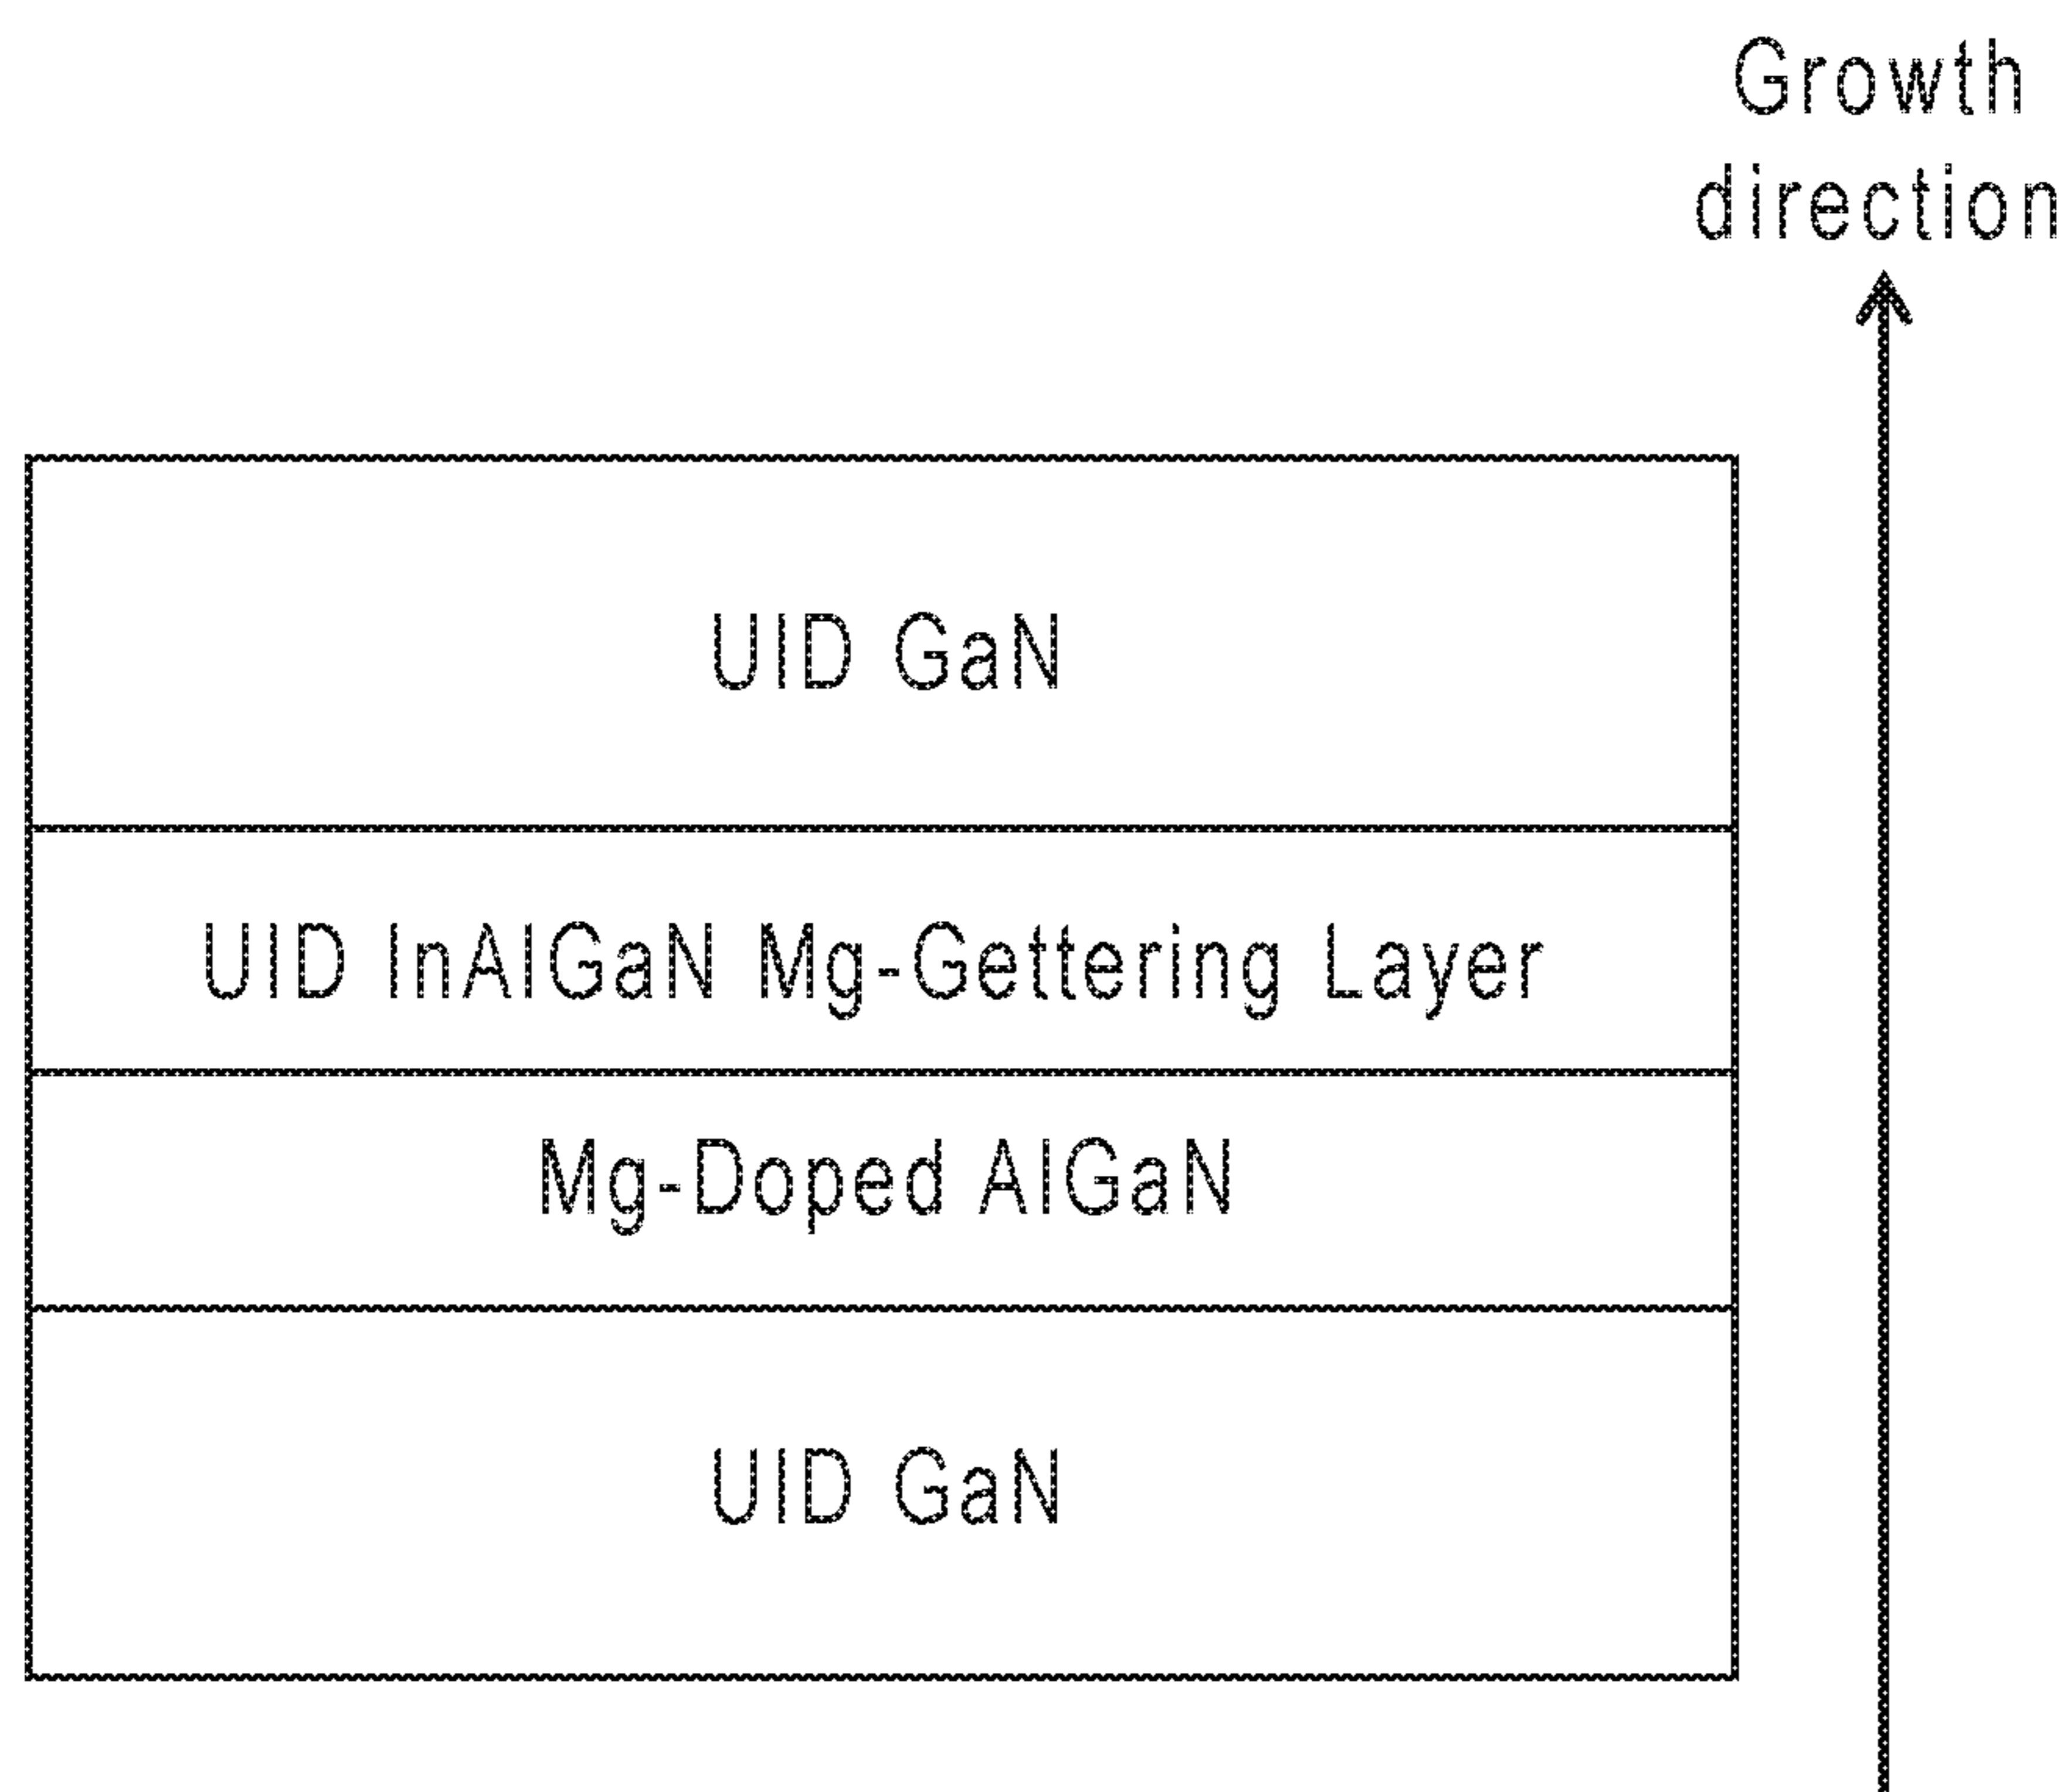 Growth
direction
UID GaN
UID InAlGaN Mg-Gettering Layer
Mg-Doped AlGaN
UID GaN